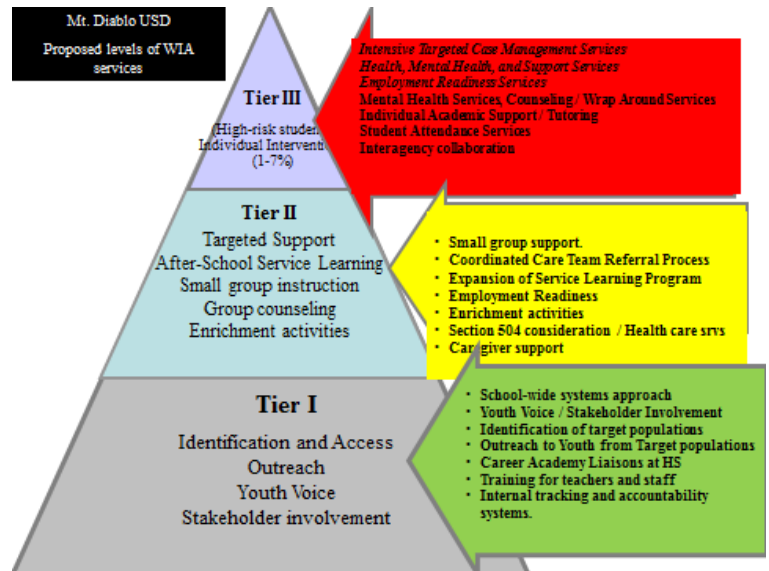 Mt. Diablo USD
Proposed levels of WIA
services
Tier III
(High-risk studen
Individual Interventio
(1-7%)
Intensive Targeted Case Management Services
Health, Mental Health, and Support Services
Employment Readiness Services
Mental Health Services, Counseling / Wrap Around Services
Individual Academic Support / Tutoring
Student Attendance Services
Interagency collaboration
Tier II
Targeted Support
After-School Service Learning
Small group instruction
Group counseling
Enrichment activities
• Small group support.
• Coordinated Care Team Referral Process
• Expansion of Service Learning Program
• Employment Readiness
• Enrichment activities
• Section 504 consideration / Health care srvs
• Caregiver support
Tier I
Identification and Access
Outreach
Youth Voice
Stakeholder involvement
• School-wide systems approach
• Youth Voice / Stakeholder Involvement
• Identification of target populations
• Outreach to Youth from Target populations
• Career Academy Liaisons at HS
• Training for teachers and staff
• Internal tracking and accountability
systems.